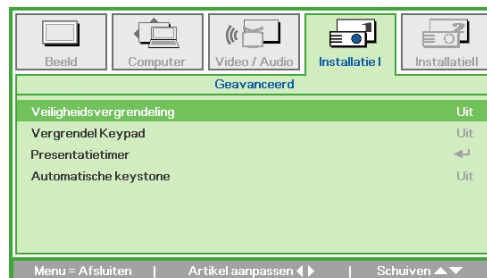 Beeld Computer Video / Audio Installatie I InstallatieII
Geavanceerd
Veiligheidsvergrendeling Uit
Vergrendel Keypad Uit
Presentatietimer
Automatische keystone Uit
Menu = Afsluiten | Artikel aanpassen | Schuiven